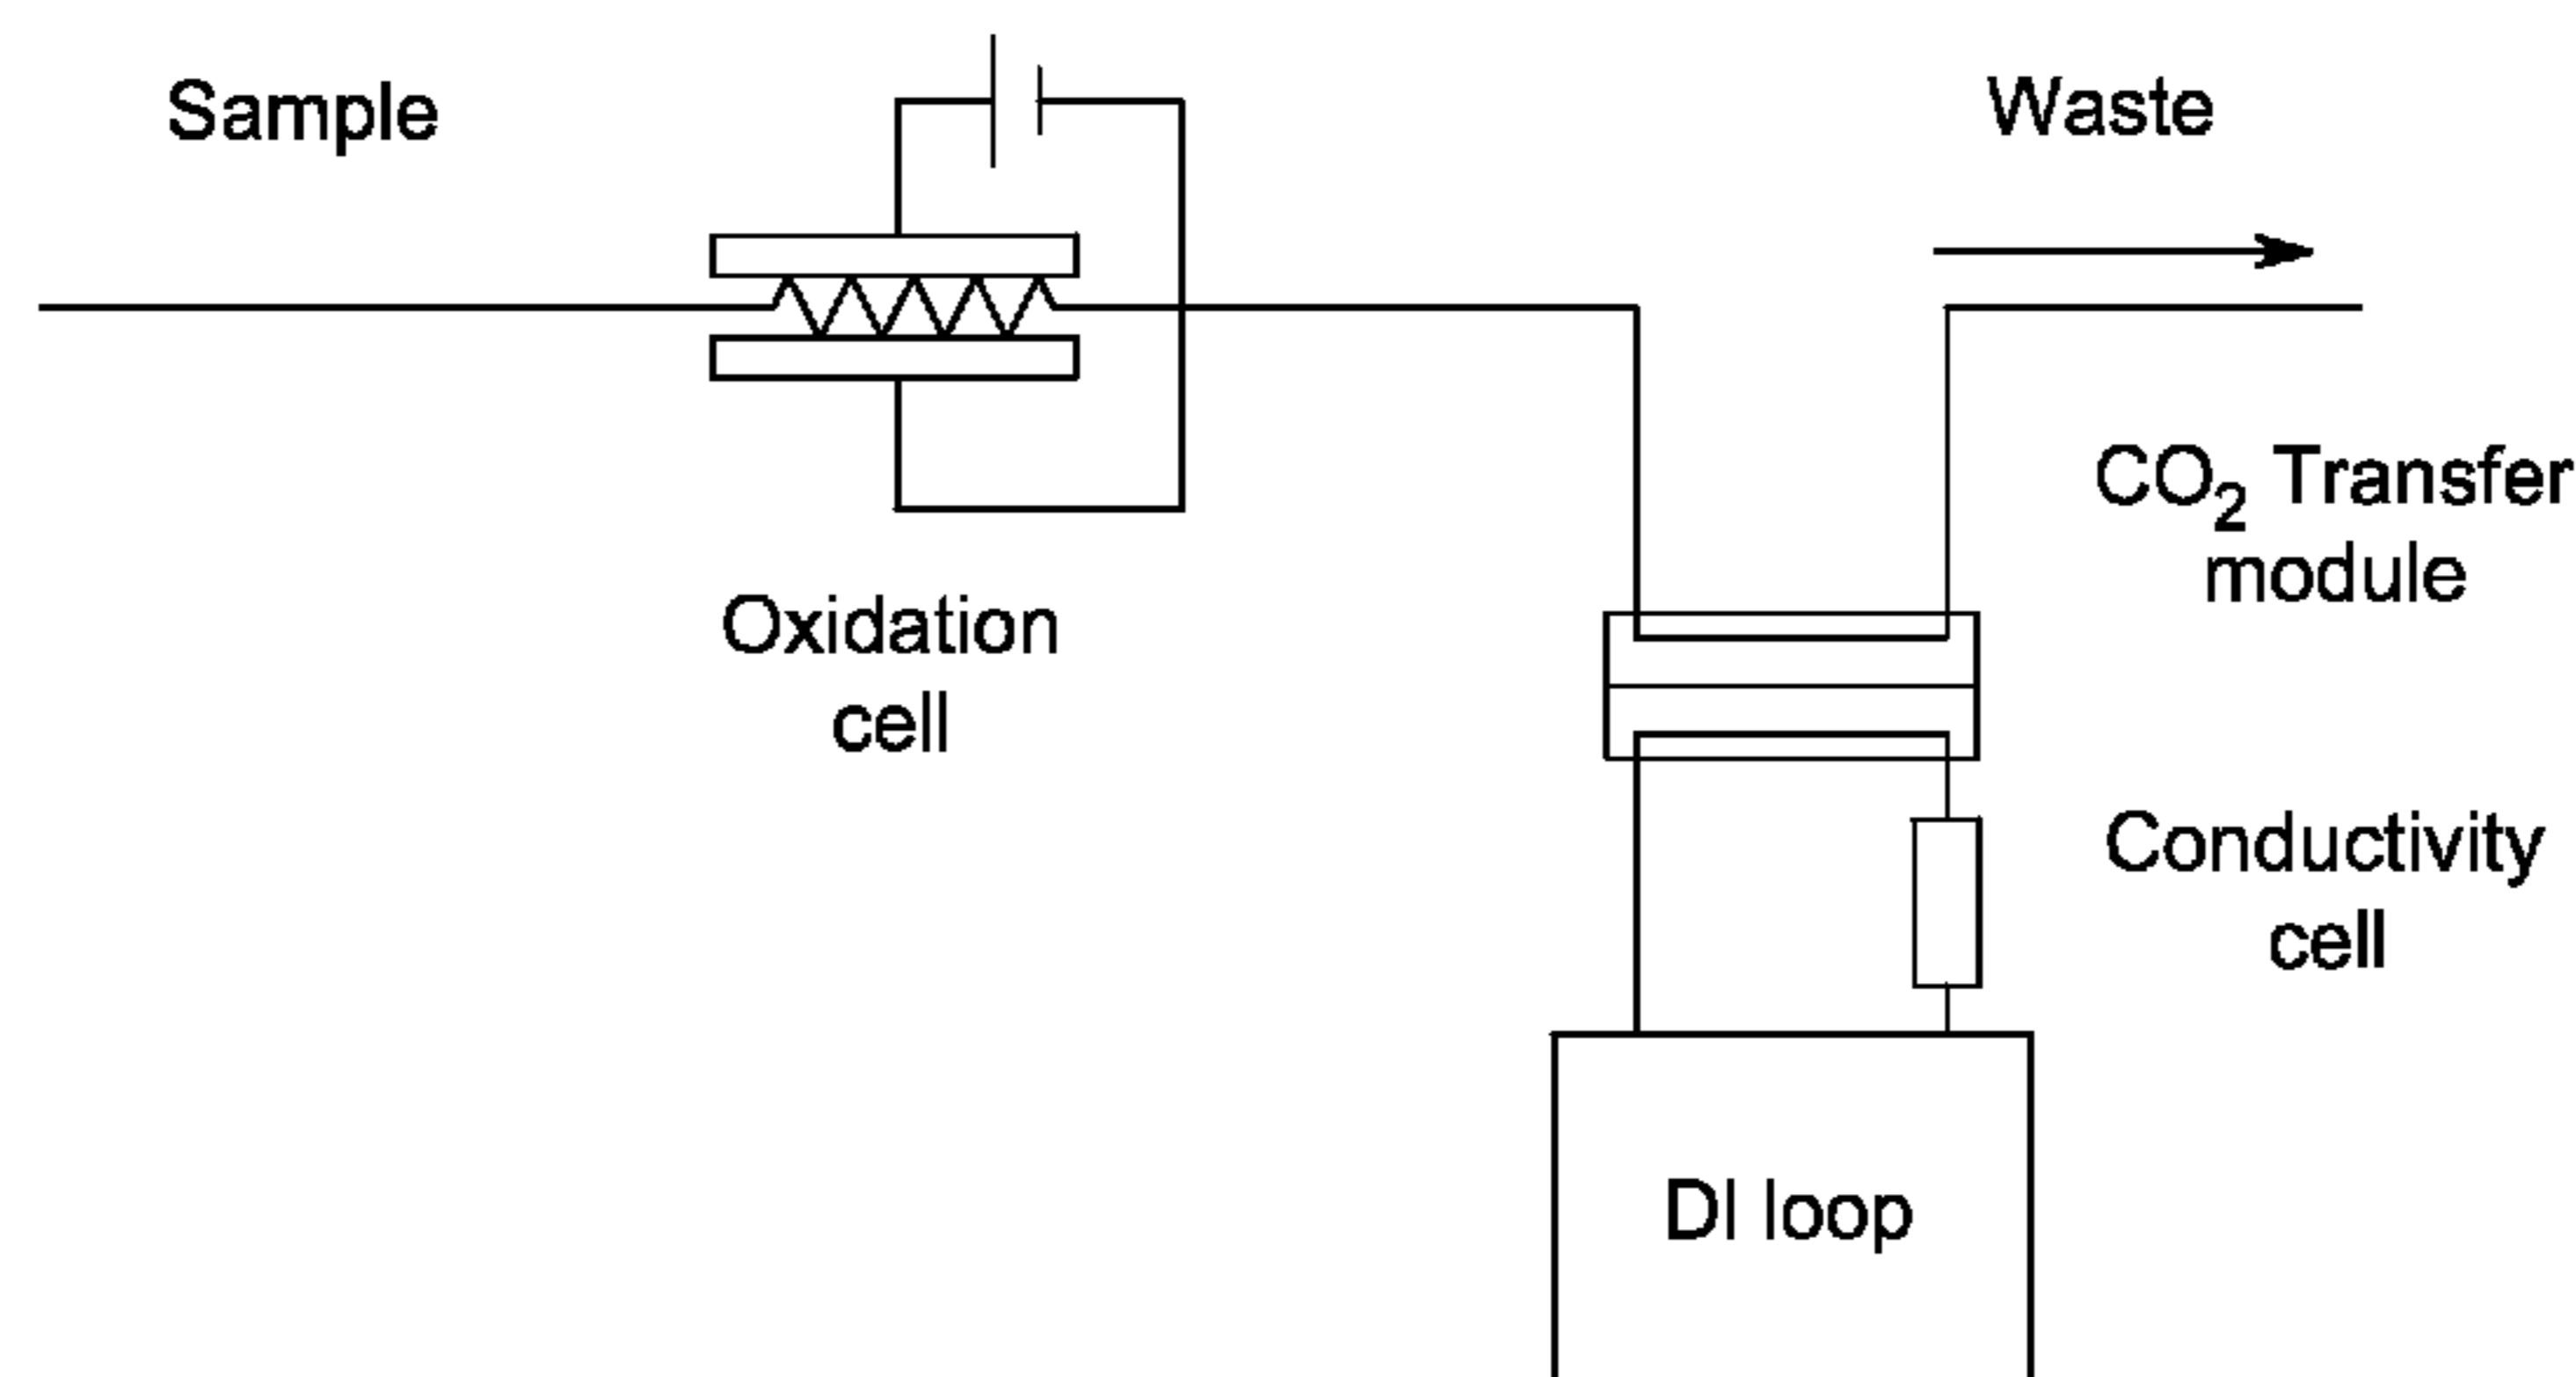 Sample
Waste
Oxidation
cell
CO₂ Transfer
module
Conductivity
cell
DI loop